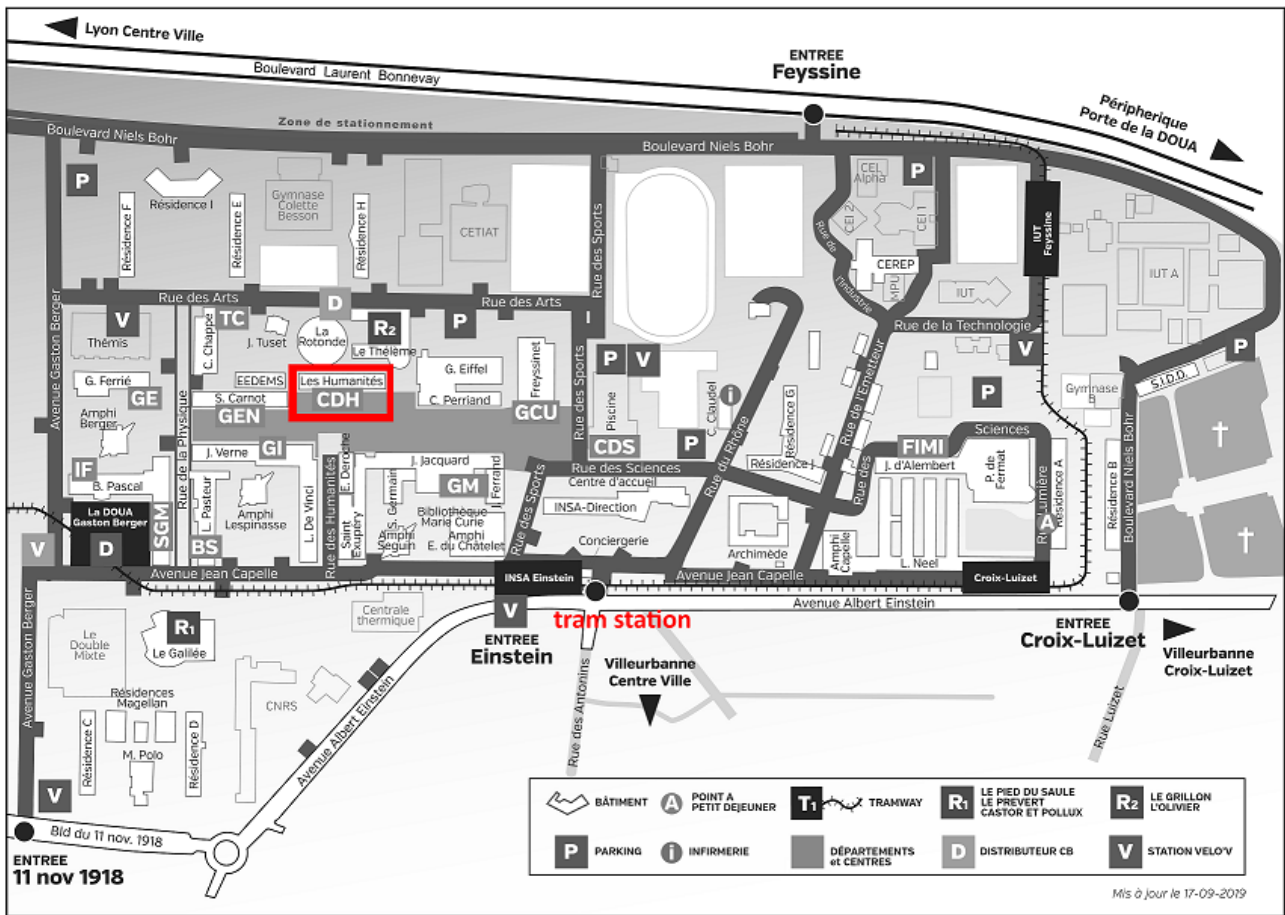 Lyon Centre Ville
Boulevard Laurent Bonnevay
ENTREE
Feyssine
Péripherique
Porte de la DOUA
Zone de stationnement
Boulevard Niels Bohr
Boulevard Niels Bohr
P
Résidence I
Résidence F
Résidence E
Gymnase
Colette
Besson
Résidence H
CETIAT
Rue des Sports
CEL
Alpha
P
CEI 2
CEI 1
Rue de
l'Industrie
CEREP
MPU
IUT
IUT
Feyssine
IUT A
Avenue Gaston Berger
Rue des Arts
D
Rue des Arts
V
Thémis
TC
C. Chappe
J. Tuset
La
Rotonde
R2
Le Thélème
P
Rue de la Technologie
V
P
G. Ferrié
GE
EEDEMS
Les Humanités
CDH
S. Carnot
GEN
G. Eiffel
C. Perriand
Freyssinet
GCU
Rue des Sports
P
V
Piscine
CDS
P
C. Claudel
i
Résidence G
Rue de l'Emetteur
P
Gymnase
B
S.I.D.D.
Amphi
Berger
IF
B. Pascal
Rue de la Physique
GI
J. Verne
E. Deroche
J. Jacquard
GM
J. Ferrand
Rue des Sciences
Centre d'accueil
INSA-Direction
Rue du Rhône
Résidence J
Rue des
Sciences
FIMI
J. d'Alembert
P. de
Fermat
Lumière
Résidence A
A
Résidence B
Boulevard Niels Bohr
La DOUA
Gaston Berger
V
D
SGM
L. Pasteur
BS
Amphi
Lespinasse
L. De Vinci
Rue des Humanités
Saint
Exupéry
S. Germain
Amphi
Seguin
Bibliothèque
Marie Curie
Amphi
E. du Chatelet
Rue des Sports
Conciergerie
Archimède
Amphi
Capelle
L. Neel
Avenue Jean Capelle
INSA Einstein
Avenue Jean Capelle
Croix-Luizet
Avenue Albert Einstein
V
tram station
ENTREE
Einstein
ENTREE
Croix-Luizet
Villeurbanne
Croix-Luizet
Villeurbanne
Centre Ville
Rue des Antonins
Rue Luizet
Avenue Gaston Berger
Le
Double
Mixte
R1
Le Galilée
Centrale
thermique
CNRS
Résidences
Magellan
Résidence C
M. Polo
Résidence D
Avenue Albert Einstein
V
Bld du 11 nov. 1918
ENTREE
11 nov 1918
BÂTIMENT
A POINT A
PETIT DEJEUNER
T1 TRAMWAY
R1 LE PIED DU SAULE
LE PREVERT
CASTOR ET POLLUX
R2 LE GRILLON
L'OLIVIER
P PARKING
i INFIRMERIE
DÉPARTEMENTS
et CENTRES
D DISTRIBUTEUR CB
V STATION VELO'V
Mis à jour le 17-09-2019